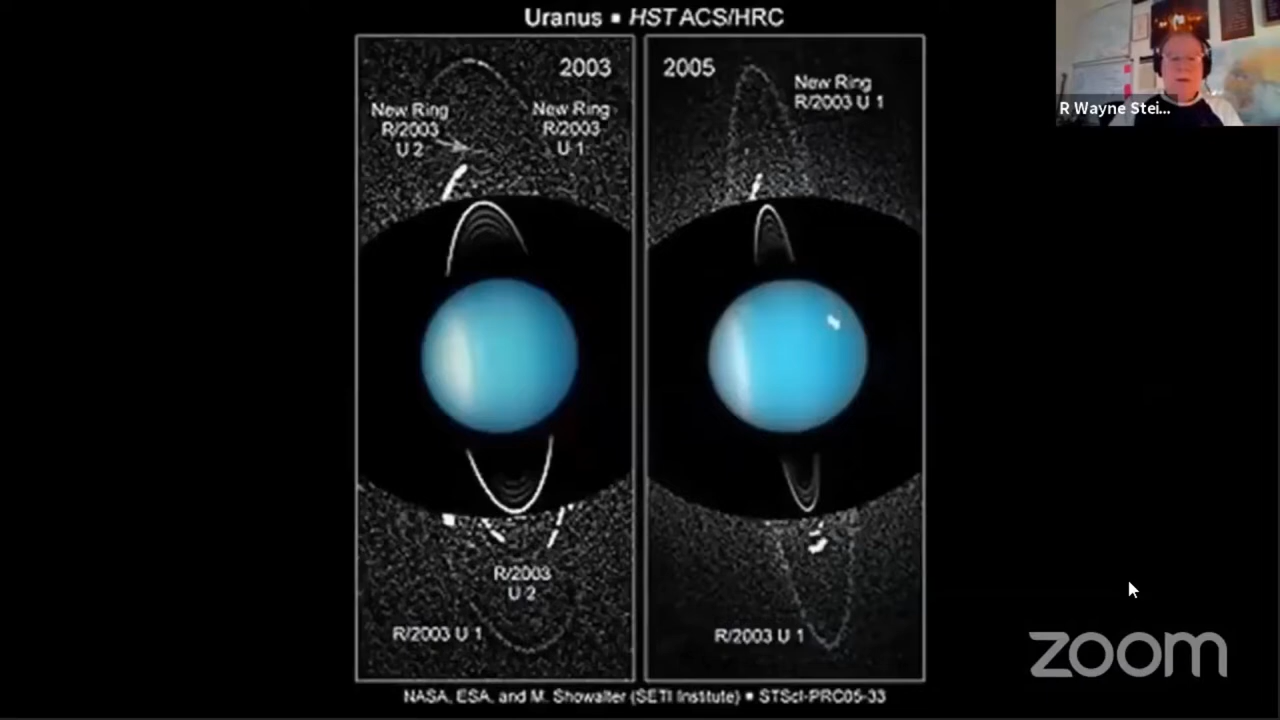 Uranus ▪ HST ACS/HRC
2003
New Ring
R/2003
U 2
New Ring
R/2003
U 1
R/2003
U 2
R/2003 U 1
2005
New Ring
R/2003 U 1
R/2003 U 1
NASA, ESA, and M. Showalter (SETI Institute) ▪ STScI-PRC05-33
R Wayne Stei...
zoom